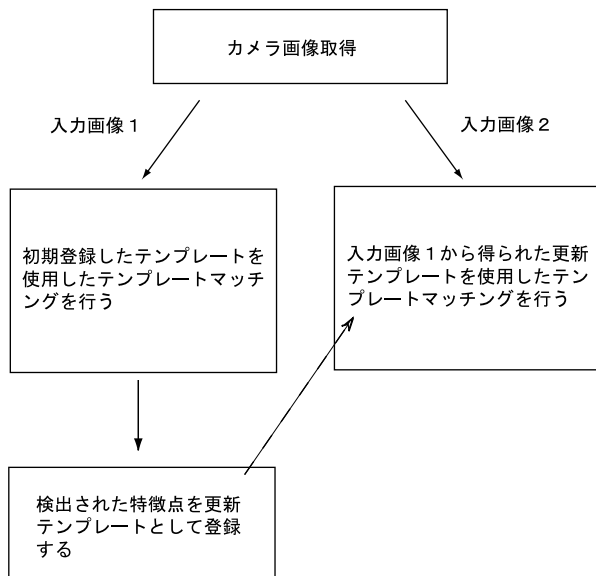 カメラ画像取得
入力画像１
入力画像２
初期登録したテンプレートを
使用したテンプレートマッチ
ングを行う
入力画像１から得られた更新
テンプレートを使用したテン
プレートマッチングを行う
検出された特徴点を更新
テンプレートとして登録
する